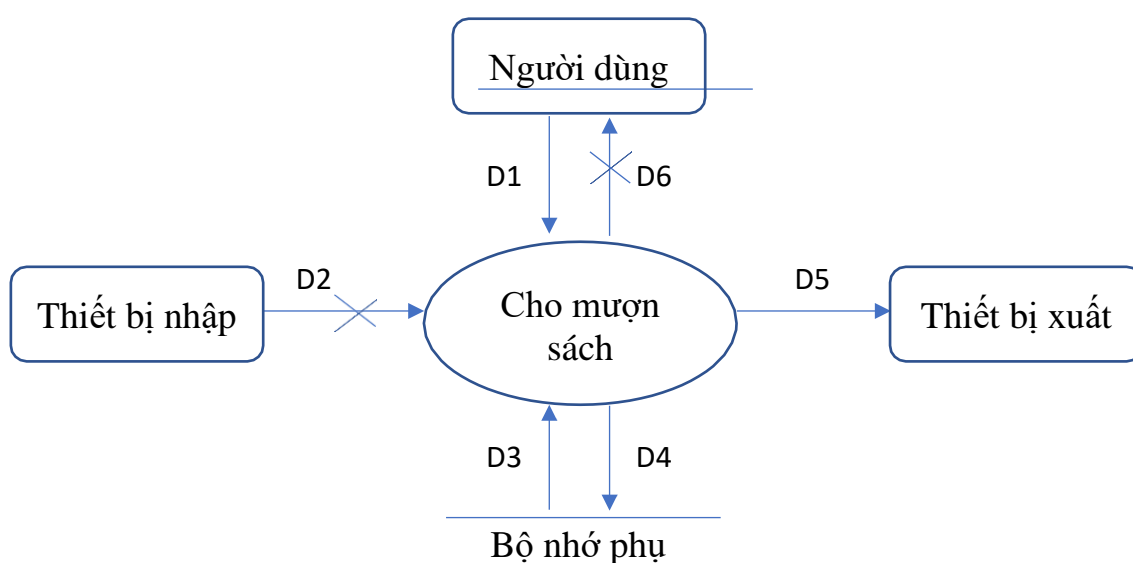 Người dùng
D1
D6
D2
D5
Thiết bị nhập
Cho mượn
sách
Thiết bị xuất
D3
D4
Bộ nhớ phụ